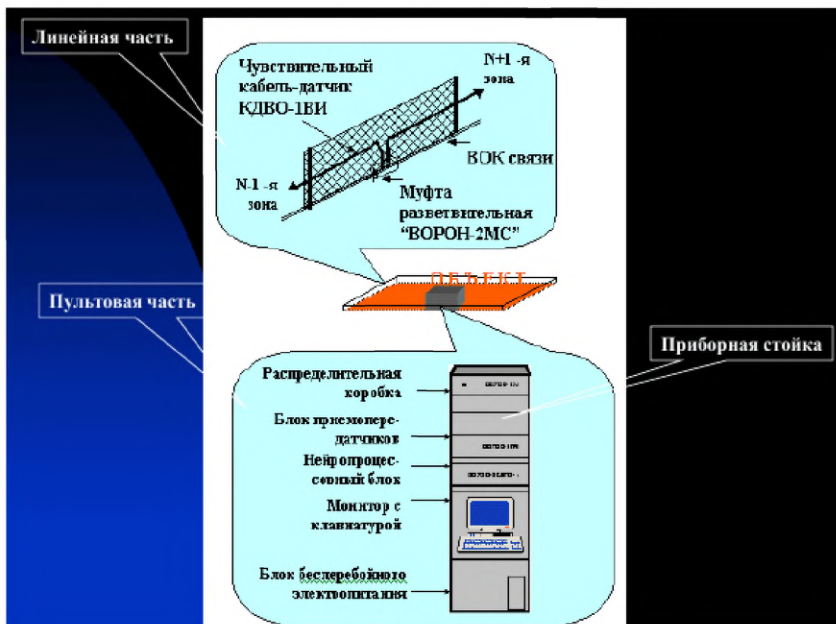 Линейная часть
Чувствительный
кабель-датчик
КДВО-1ВИ
N+1 -я
зона
ВОК связи
N-1 -я
зона
Муфта
разветвительная
“ВОРОН-2МС”
ОБЪЕКТ
Пультовая часть
Приборная стойка
Распределительная
коробка
Блок приемопере-
датчиков
Нейропроцес-
сорный блок
Монитор с
клавиатурой
Блок бесперебойного
электропитания